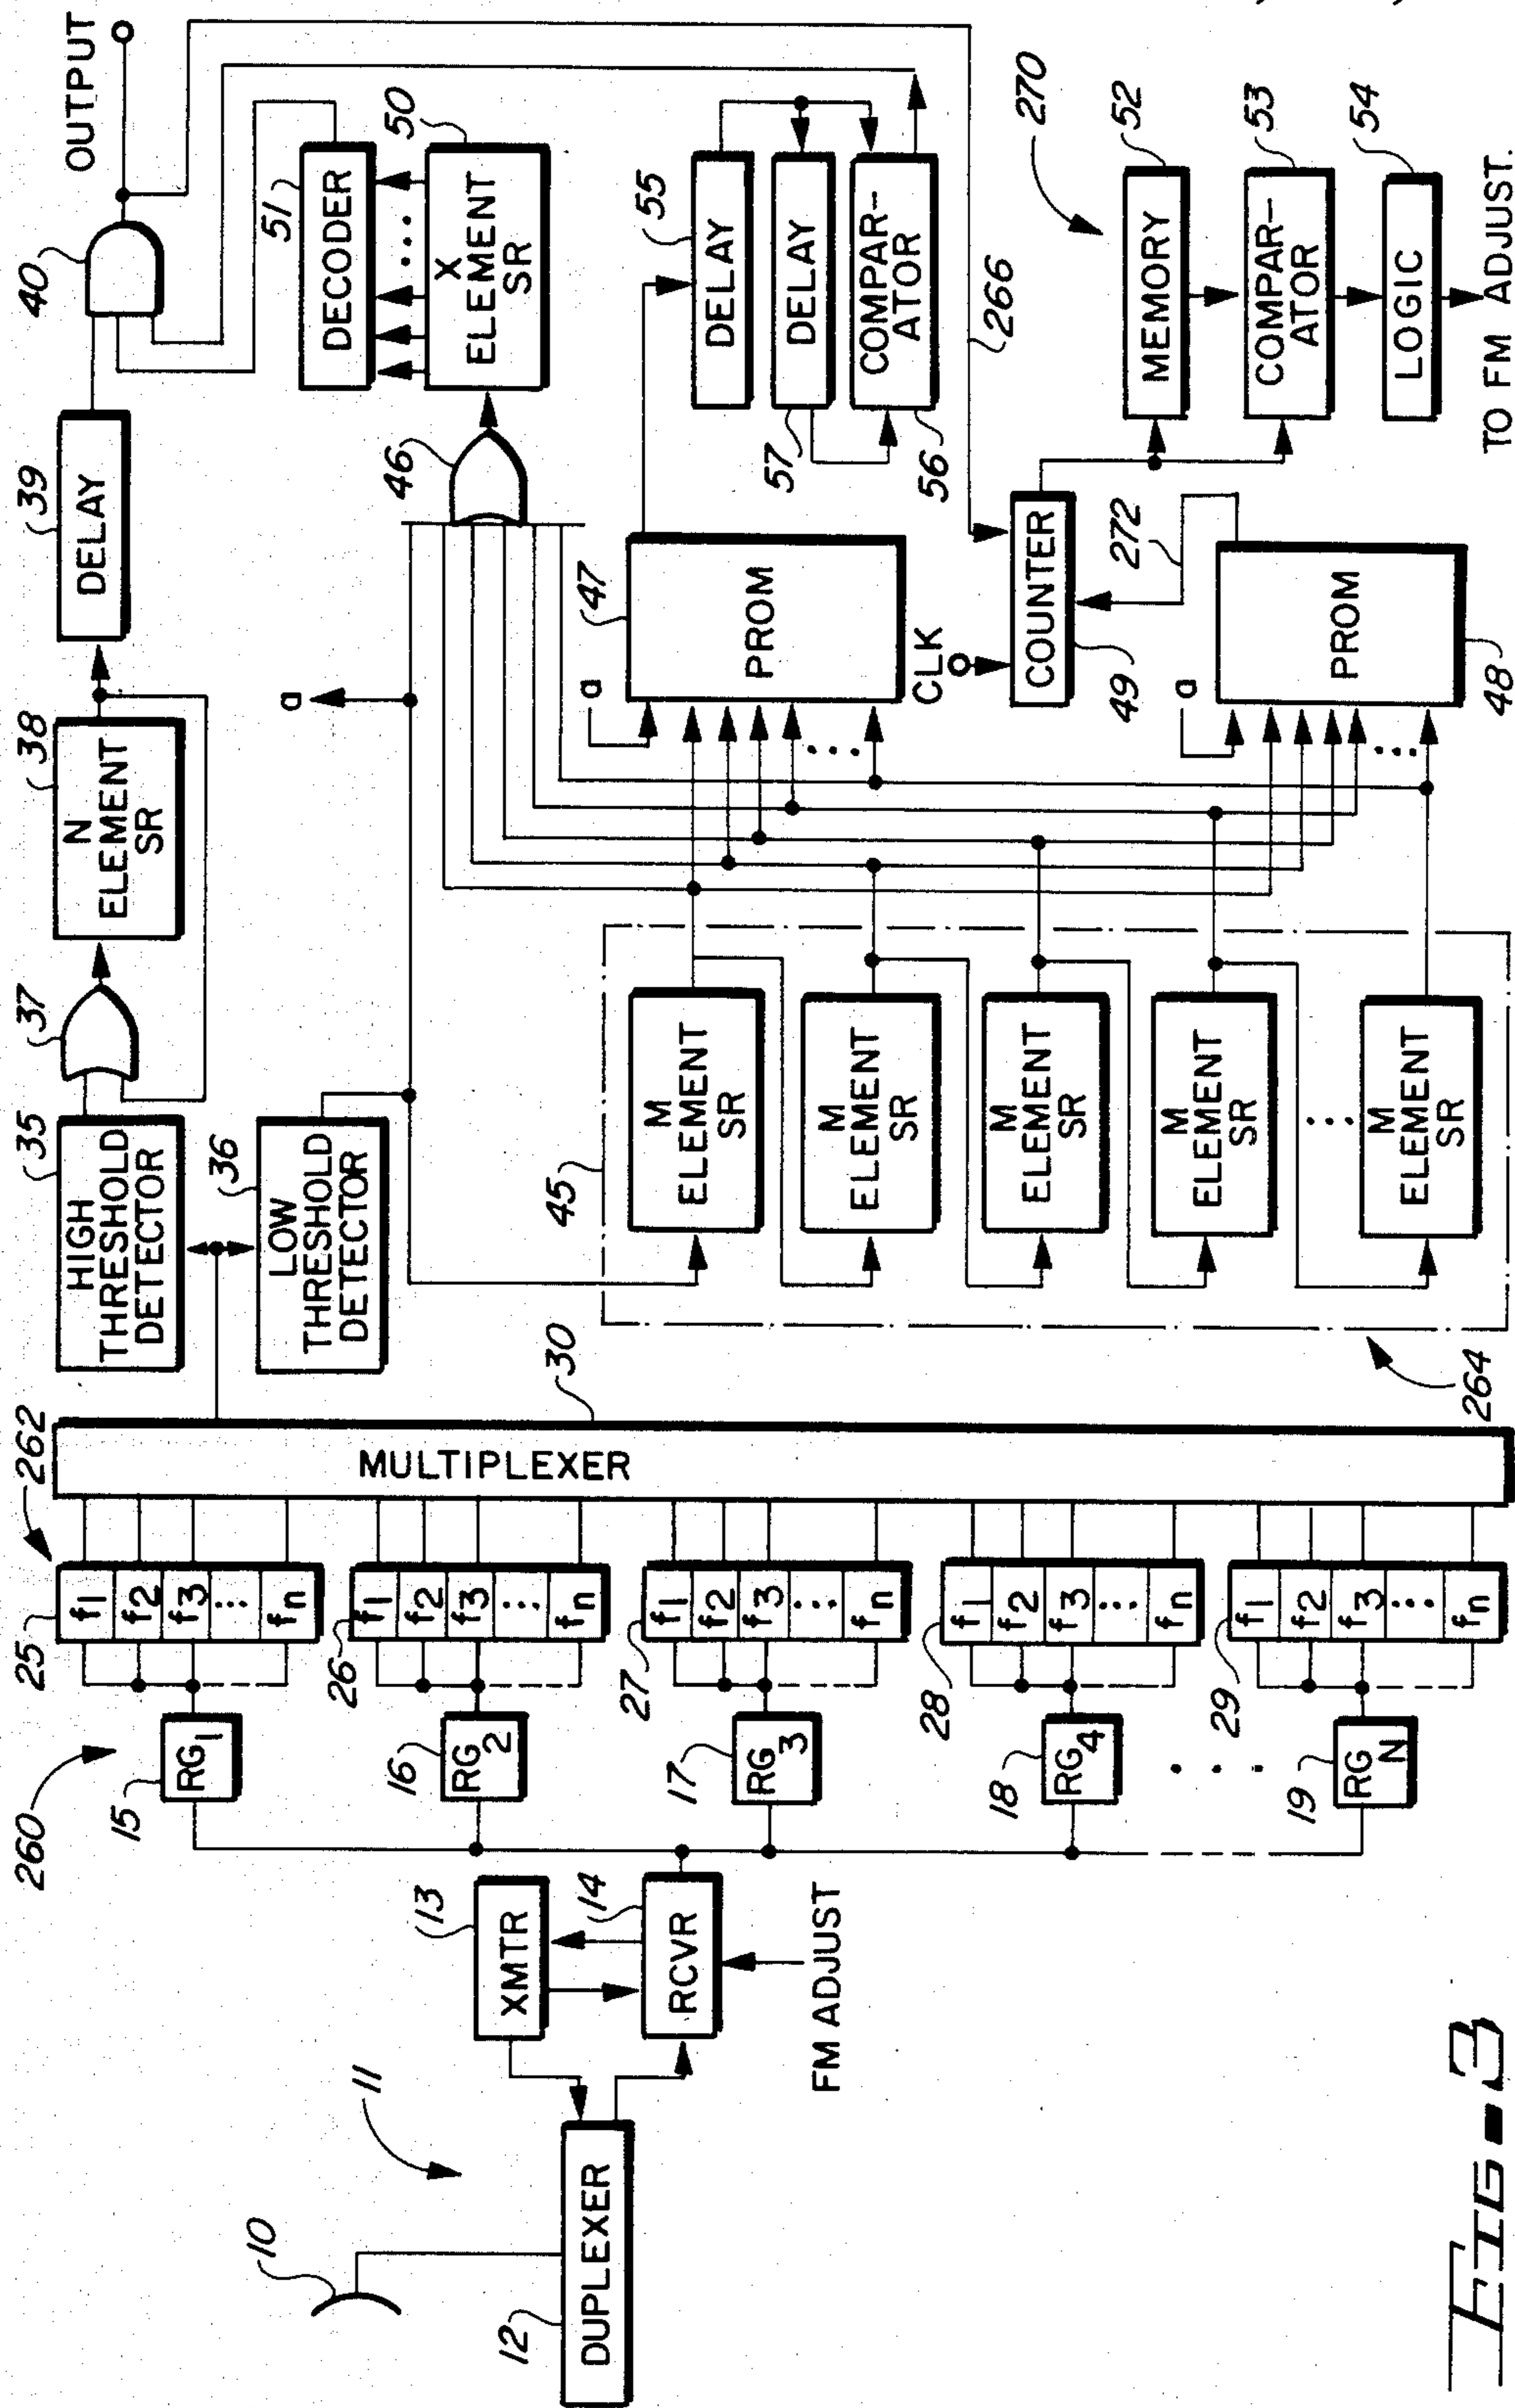 10
11
12
DUPLEXER
13
XMTR
14
RCVR
FM ADJUST
260
15
RG1
16
RG2
17
RG3
18
RG4
. . .
19
RGN
262
25
f1
f2
f3
...
fn
26
f1
f2
f3
...
fn
27
f1
f2
f3
...
fn
28
f1
f2
f3
...
fn
29
f1
f2
f3
...
fn
30
MULTIPLEXER
35
HIGH
THRESHOLD
DETECTOR
36
LOW
THRESHOLD
DETECTOR
37
38
N
ELEMENT
SR
39
DELAY
40
OUTPUT
a
45
M
ELEMENT
SR
M
ELEMENT
SR
M
ELEMENT
SR
M
ELEMENT
SR
...
M
ELEMENT
SR
264
46
X
ELEMENT
SR
50
...
DECODER
51
a
47
PROM
...
55
DELAY
57
DELAY
56
COMPAR-
ATOR
266
CLK
COUNTER
49
272
a
48
PROM
...
270
52
MEMORY
53
COMPAR-
ATOR
54
LOGIC
TO FM ADJUST.
FIG-3